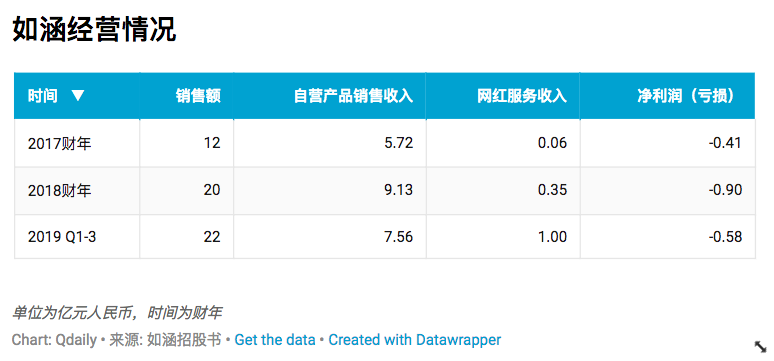 如涵经营情况
时间 ▼ 销售额 自营产品销售收入 网红服务收入 净利润（亏损）
2017财年 12 5.72 0.06 -0.41
2018财年 20 9.13 0.35 -0.90
2019 Q1-3 22 7.56 1.00 -0.58
单位为亿元人民币，时间为财年
Chart: Qdaily • 来源: 如涵招股书 • Get the data • Created with Datawrapper